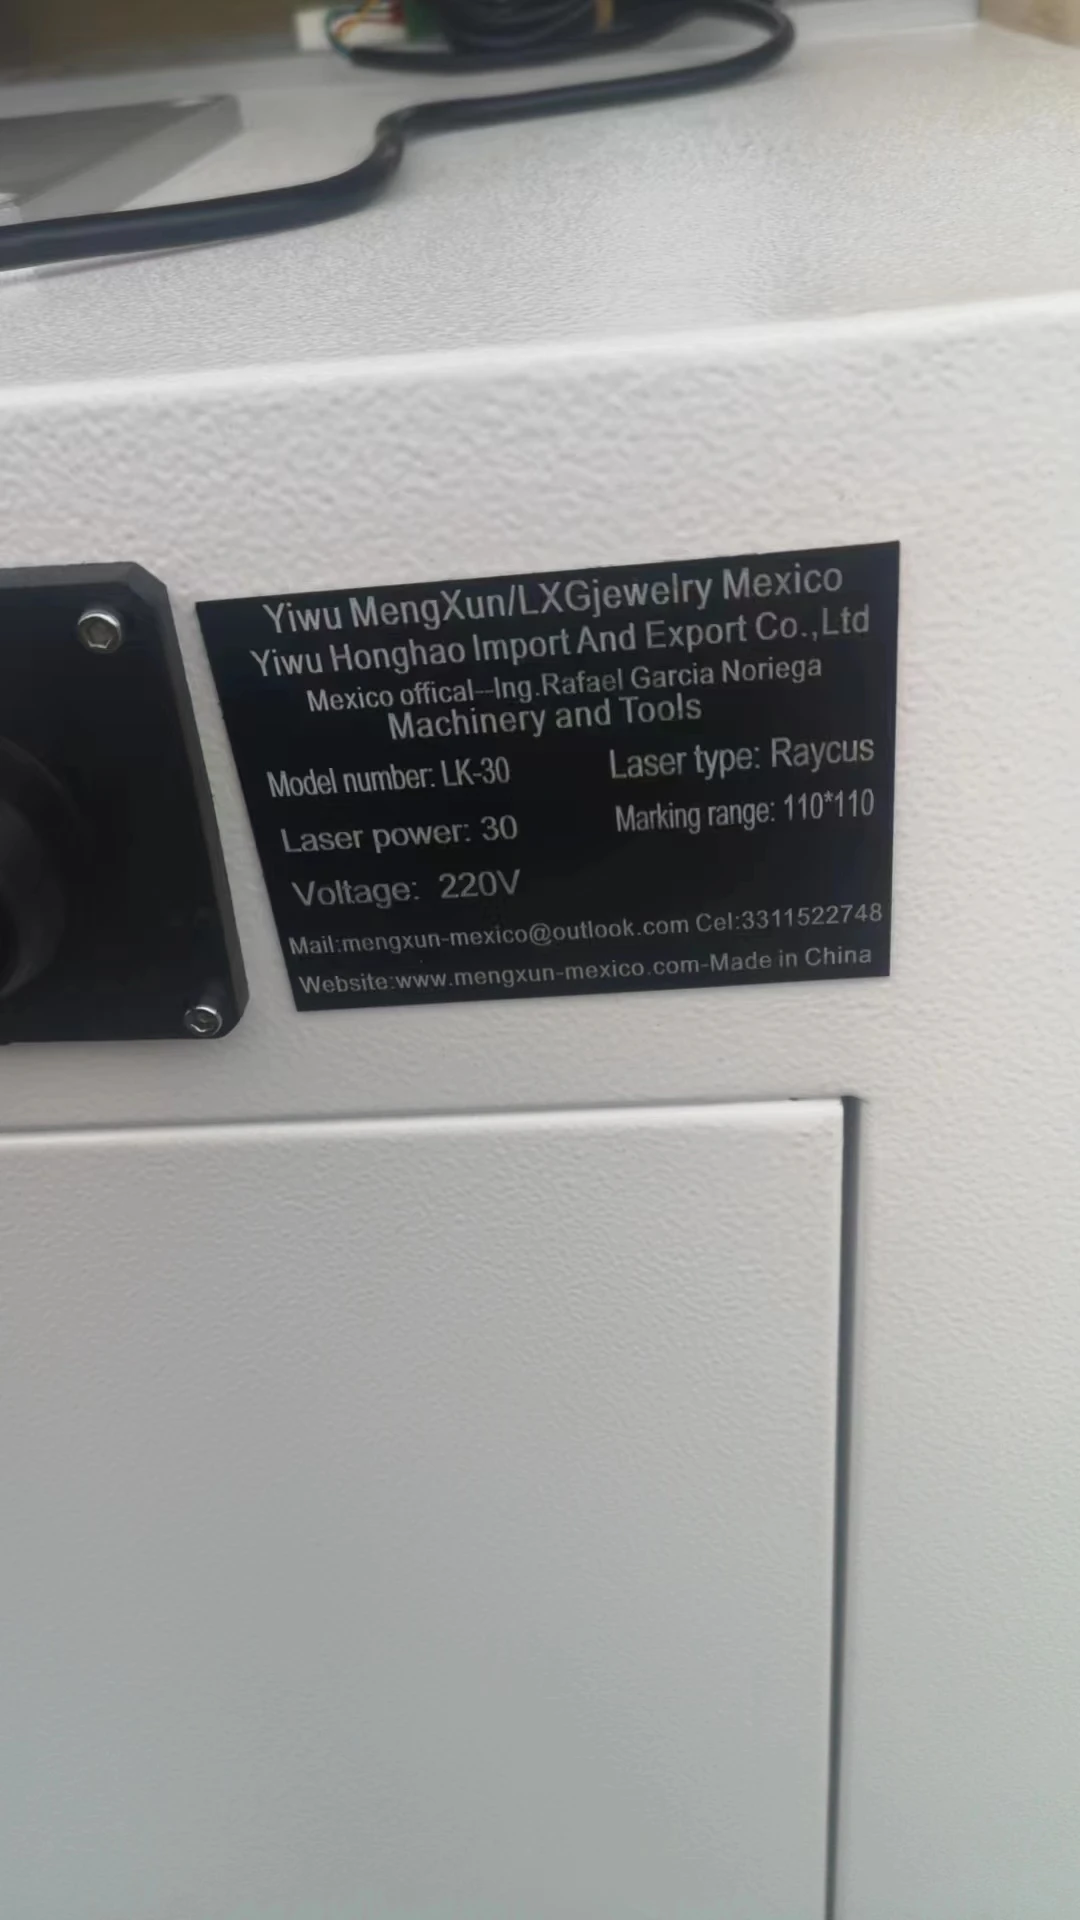 Yiwu MengXun/LXGjewelry Mexico
Yiwu Honghao Import And Export Co.,Ltd
Mexico offical--Ing.Rafael Garcia Noriega
Machinery and Tools
Model number: LK-30 Laser type: Raycus
Laser power: 30 Marking range: 110*110
Voltage: 220V
Mail:mengxun-mexico@outlook.com Cel:3311522748
Website:www.mengxun-mexico.com-Made in China